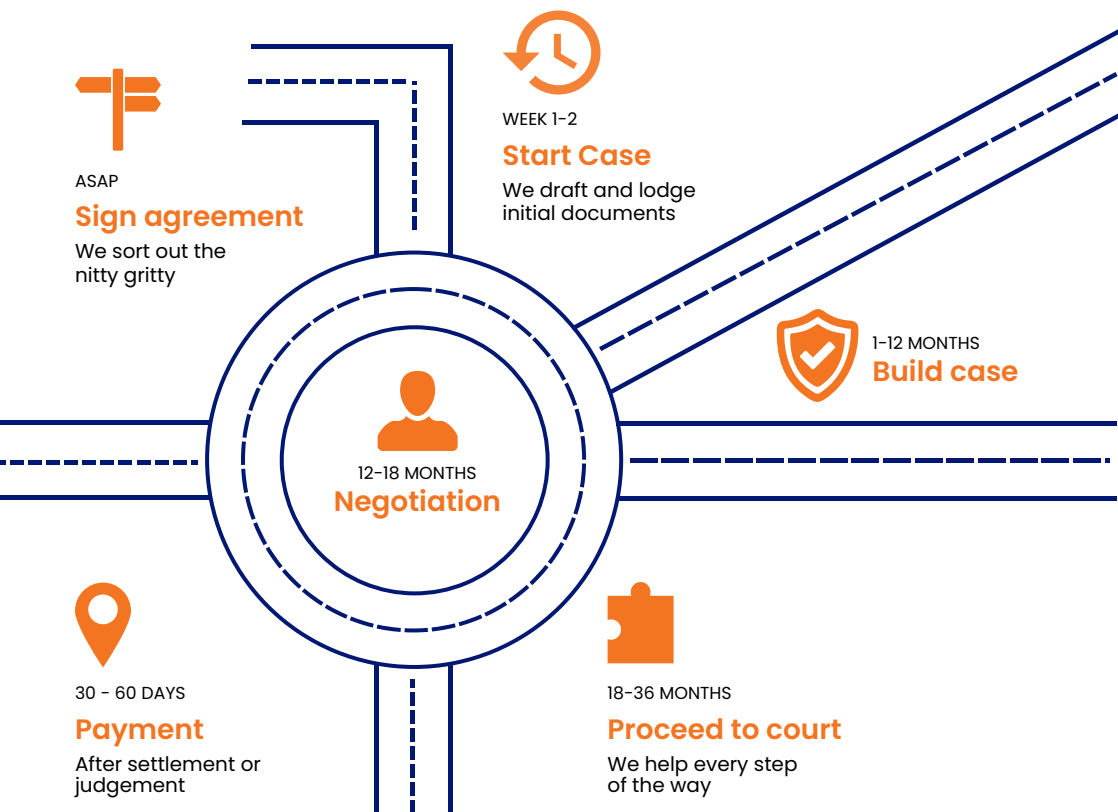 ASAP
Sign agreement
We sort out the
nitty gritty
WEEK 1-2
Start Case
We draft and lodge
initial documents
1-12 MONTHS
Build case
12-18 MONTHS
Negotiation
18-36 MONTHS
Proceed to court
We help every step
of the way
30 - 60 DAYS
Payment
After settlement or
judgement